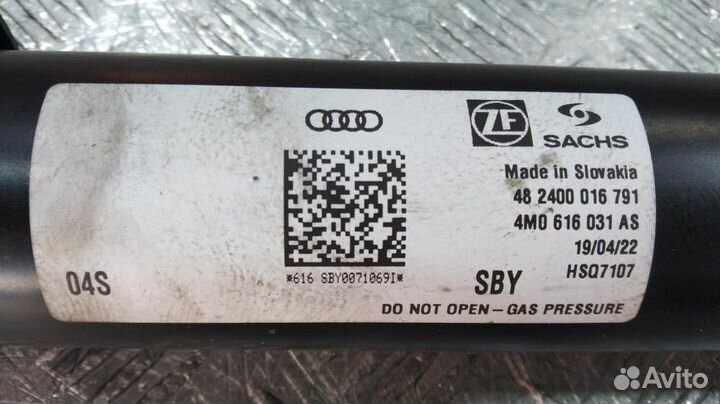 ZF SACHS
Made in Slovakia
48 2400 016 791
4M0 616 031 AS
19/04/22
HSQ7107
04S
*616 SBY0071069I*
SBY
DO NOT OPEN – GAS PRESSURE
Avito